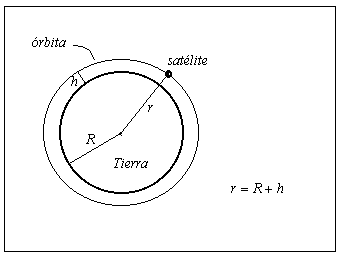 órbita
satélite
h
r
R
Tierra
r = R + h